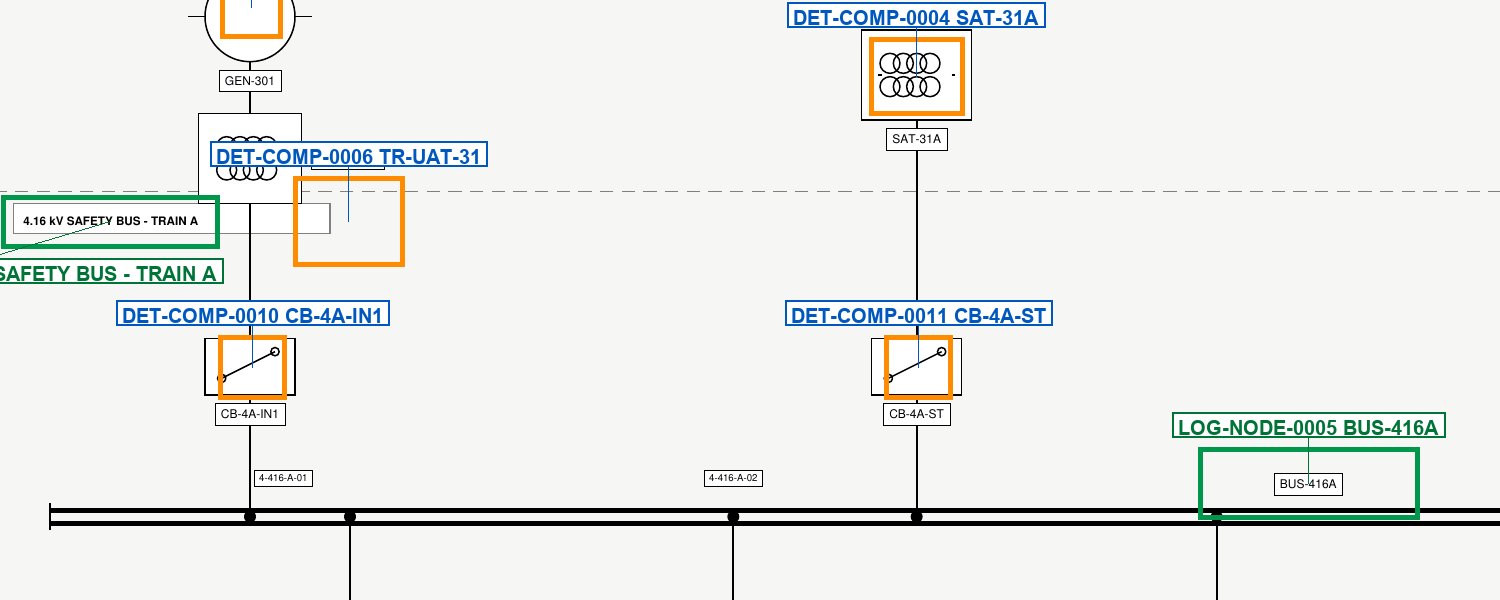 DET-COMP-0004 SAT-31A
GEN-301
SAT-31A
DET-COMP-0006 TR-UAT-31
4.16 kV SAFETY BUS - TRAIN A
SAFETY BUS - TRAIN A
DET-COMP-0010 CB-4A-IN1
DET-COMP-0011 CB-4A-ST
CB-4A-IN1
CB-4A-ST
LOG-NODE-0005 BUS-416A
4-416-A-01
4-416-A-02
BUS-416A